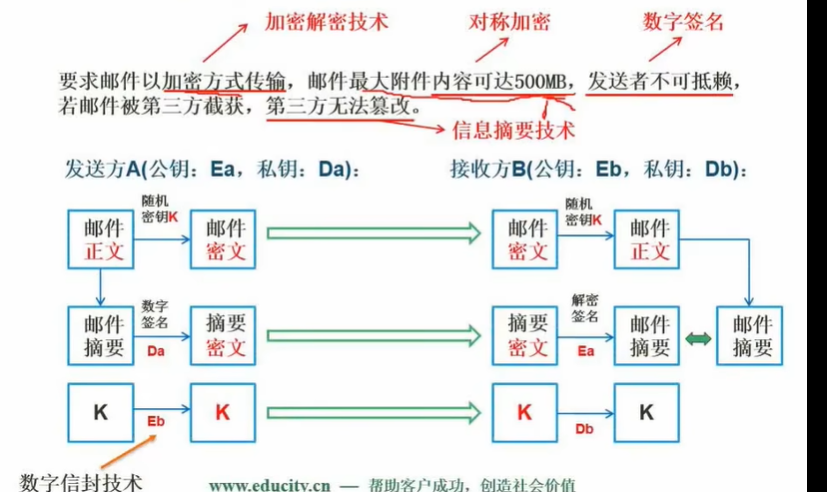 加密解密技术 对称加密 数字签名
要求邮件以加密方式传输，邮件最大附件内容可达500MB，发送者不可抵赖，
若邮件被第三方截获，第三方无法篡改。
信息摘要技术
发送方A(公钥：Ea，私钥：Da)： 接收方B(公钥：Eb，私钥：Db)：
邮件
正文
随机
密钥K
邮件
密文
邮件
密文
随机
密钥K
邮件
正文
邮件
摘要
数字
签名
Da
摘要
密文
摘要
密文
解密
签名
Ea
邮件
摘要
邮件
摘要
K
Eb
K
K
Db
K
数字信封技术
www.educity.cn — 帮助客户成功，创造社会价值